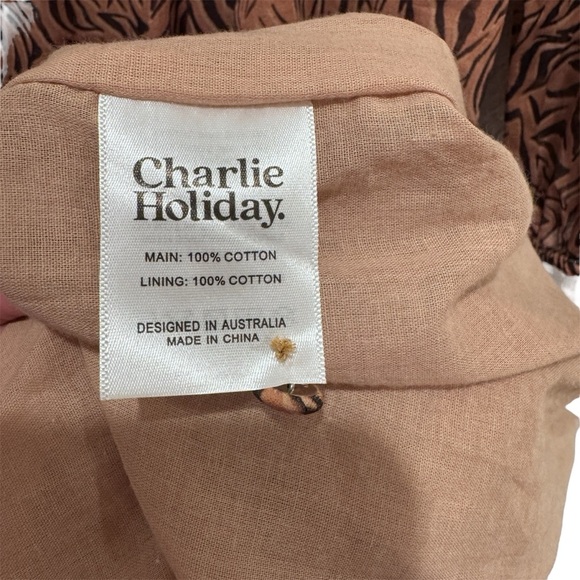 Charlie
Holiday.
MAIN: 100% COTTON
LINING: 100% COTTON
DESIGNED IN AUSTRALIA
MADE IN CHINA